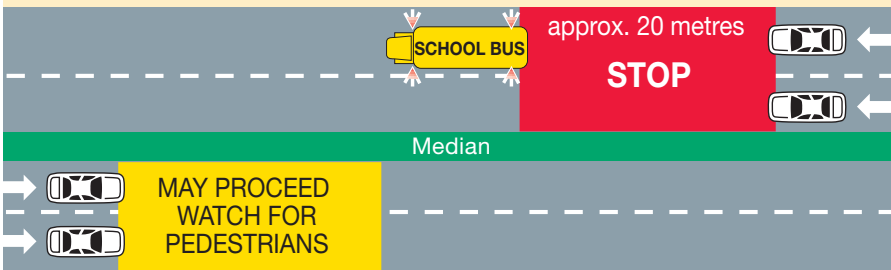 SCHOOL BUS
approx. 20 metres
STOP
Median
MAY PROCEED
WATCH FOR
PEDESTRIANS